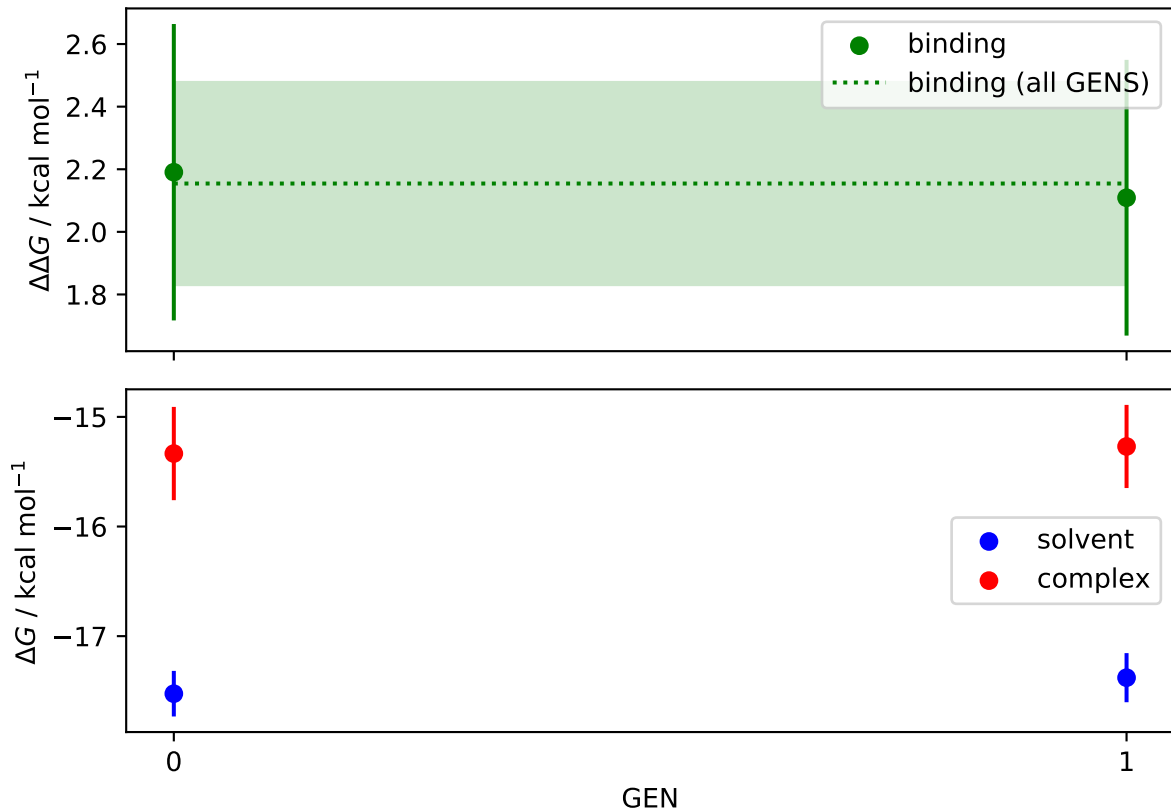 2.6
2.4
2.2
2.0
1.8
ΔΔG / kcal mol⁻¹
binding
binding (all GENS)
−15
−16
−17
ΔG / kcal mol⁻¹
solvent
complex
0
1
GEN